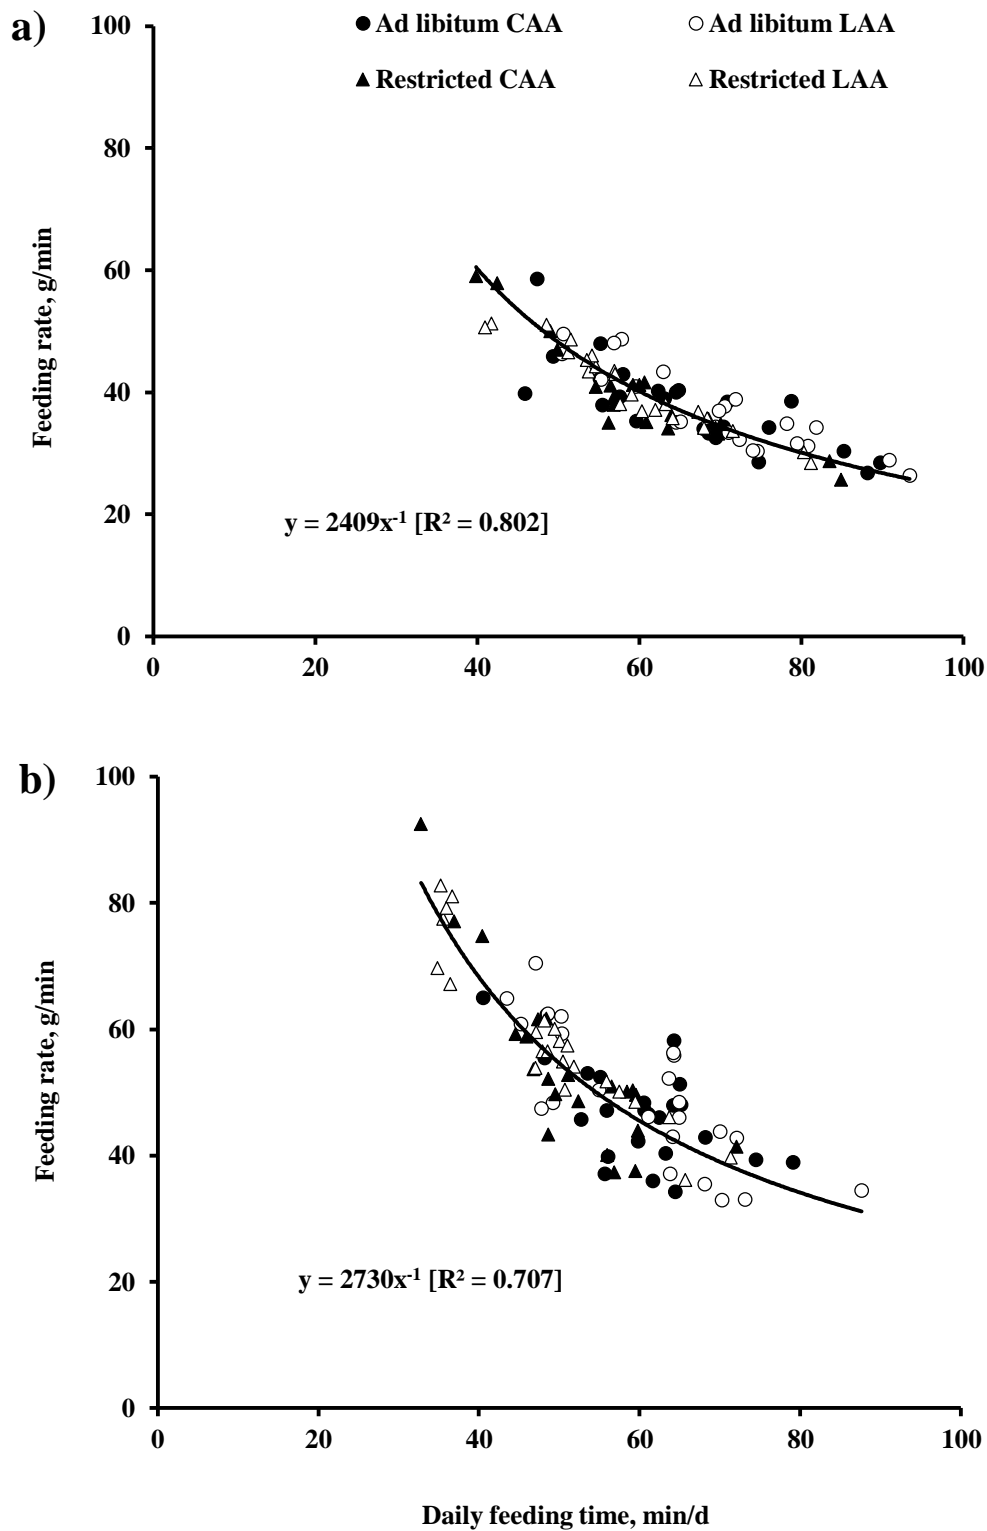 a)
● Ad libitum CAA ○ Ad libitum LAA
▲ Restricted CAA △ Restricted LAA
100
80
60
40
20
0
Feeding rate, g/min
y = 2409x⁻¹ [R² = 0.802]
0 20 40 60 80 100
b)
100
80
60
40
20
0
Feeding rate, g/min
y = 2730x⁻¹ [R² = 0.707]
0 20 40 60 80 100
Daily feeding time, min/d